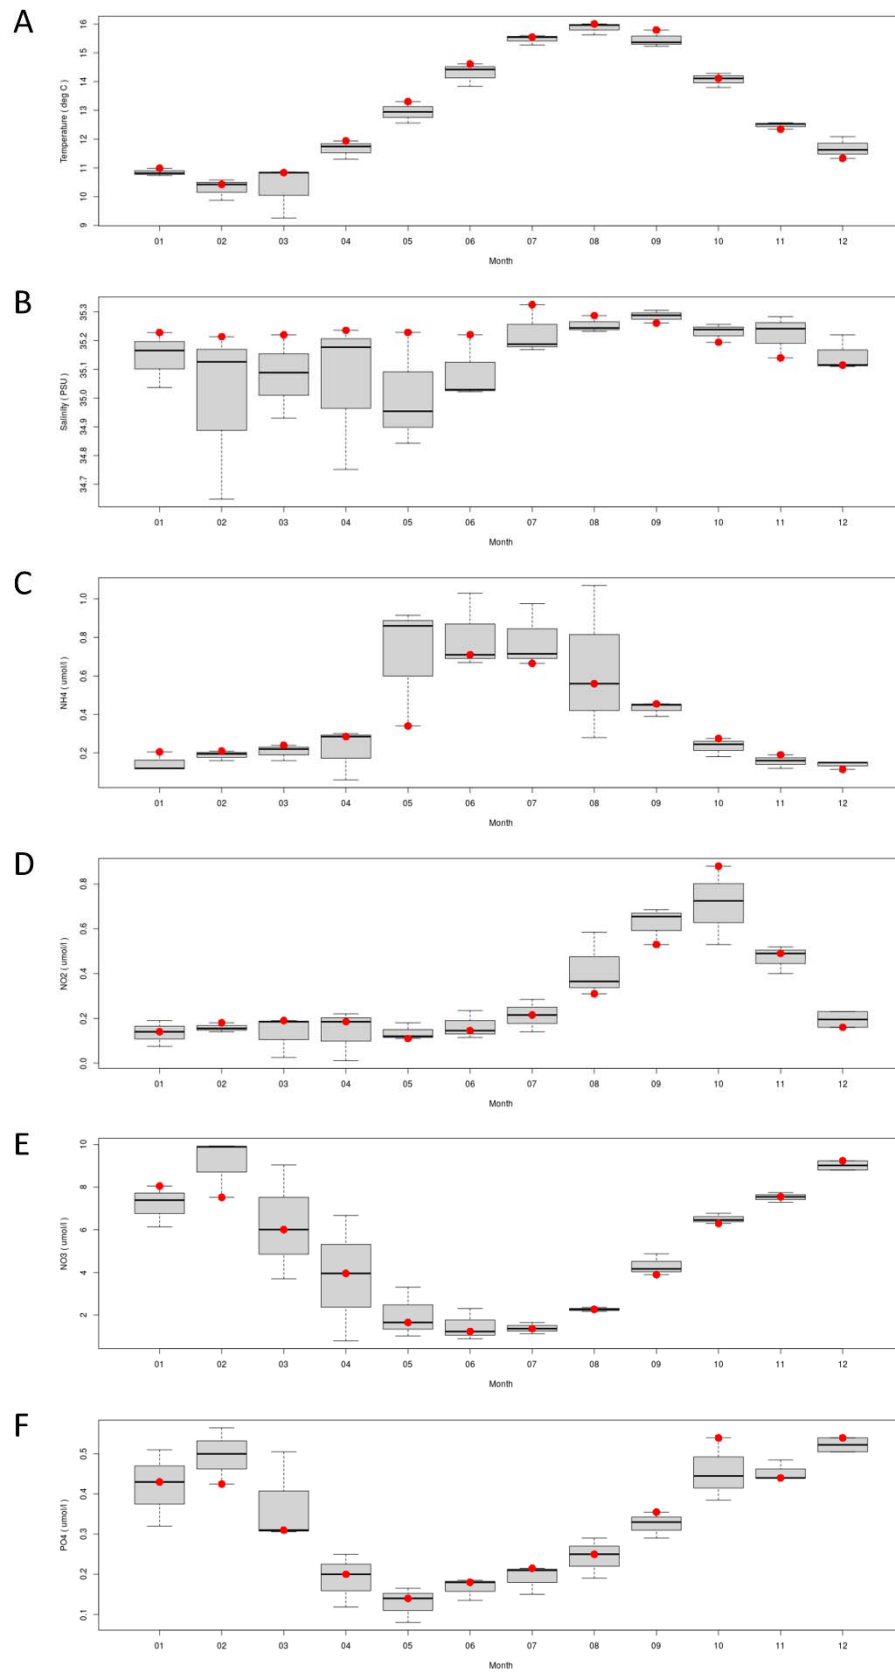 A
Temperature ( deg C )
16
15
14
13
12
11
10
9
01 02 03 04 05 06 07 08 09 10 11 12
Month
B
Salinity ( PSU )
35.3
35.2
35.1
35.0
34.9
34.8
34.7
01 02 03 04 05 06 07 08 09 10 11 12
Month
C
NH4 ( umol/l )
1.0
0.8
0.6
0.4
0.2
01 02 03 04 05 06 07 08 09 10 11 12
Month
D
NO2 ( umol/l )
0.8
0.6
0.4
0.2
0.0
01 02 03 04 05 06 07 08 09 10 11 12
Month
E
NO3 ( umol/l )
10
8
6
4
2
01 02 03 04 05 06 07 08 09 10 11 12
Month
F
PO4 ( umol/l )
0.5
0.4
0.3
0.2
0.1
01 02 03 04 05 06 07 08 09 10 11 12
Month